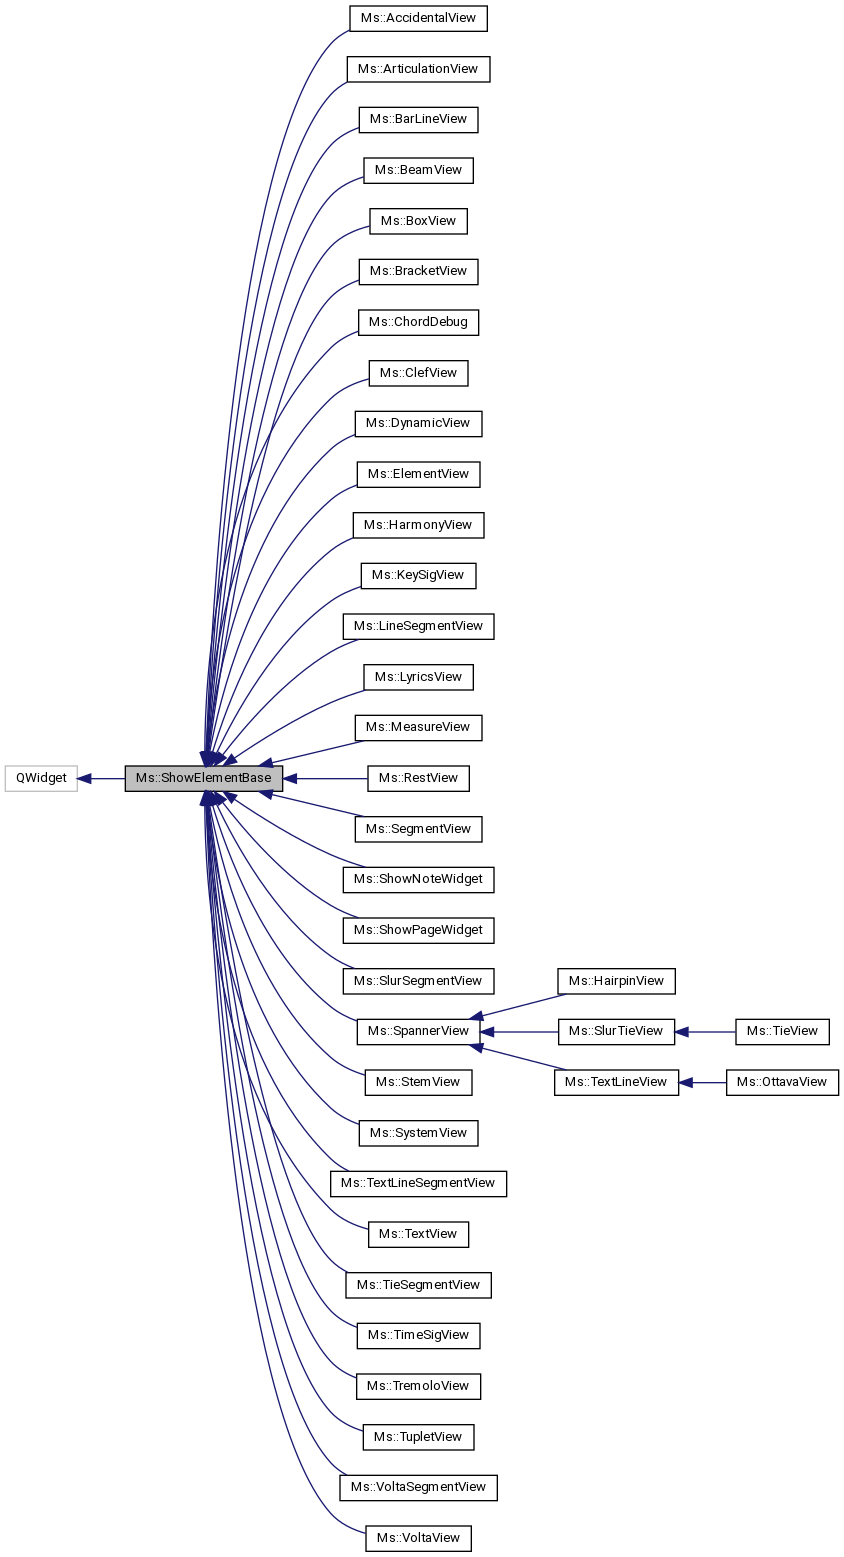 Ms::AccidentalView
Ms::ArticulationView
Ms::BarLineView
Ms::BeamView
Ms::BoxView
Ms::BracketView
Ms::ChordDebug
Ms::ClefView
Ms::DynamicView
Ms::ElementView
Ms::HarmonyView
Ms::KeySigView
Ms::LineSegmentView
Ms::LyricsView
Ms::MeasureView
QWidget
Ms::ShowElementBase
Ms::RestView
Ms::SegmentView
Ms::ShowNoteWidget
Ms::ShowPageWidget
Ms::SlurSegmentView
Ms::HairpinView
Ms::SpannerView
Ms::SlurTieView
Ms::TieView
Ms::StemView
Ms::TextLineView
Ms::OttavaView
Ms::SystemView
Ms::TextLineSegmentView
Ms::TextView
Ms::TieSegmentView
Ms::TimeSigView
Ms::TremoloView
Ms::TupletView
Ms::VoltaSegmentView
Ms::VoltaView